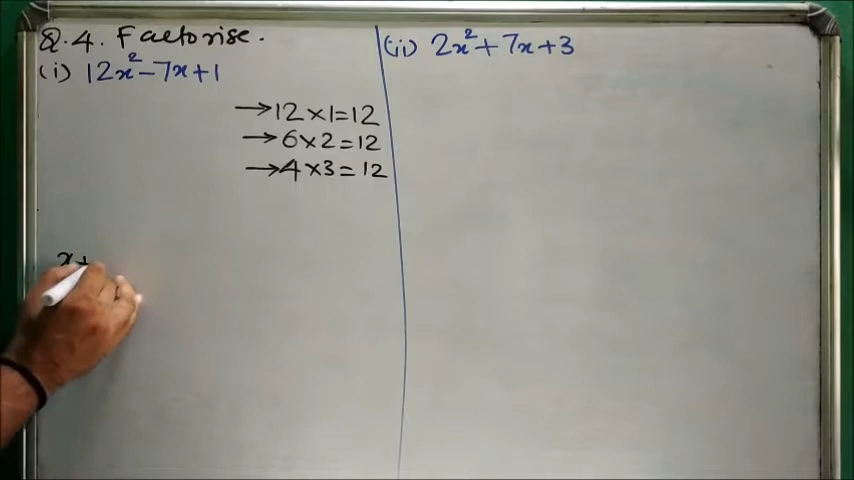 Q.4. Factorise.
(i) 12x² - 7x + 1
→ 12 × 1 = 12
→ 6 × 2 = 12
→ 4 × 3 = 12
x +
(ii) 2x² + 7x + 3